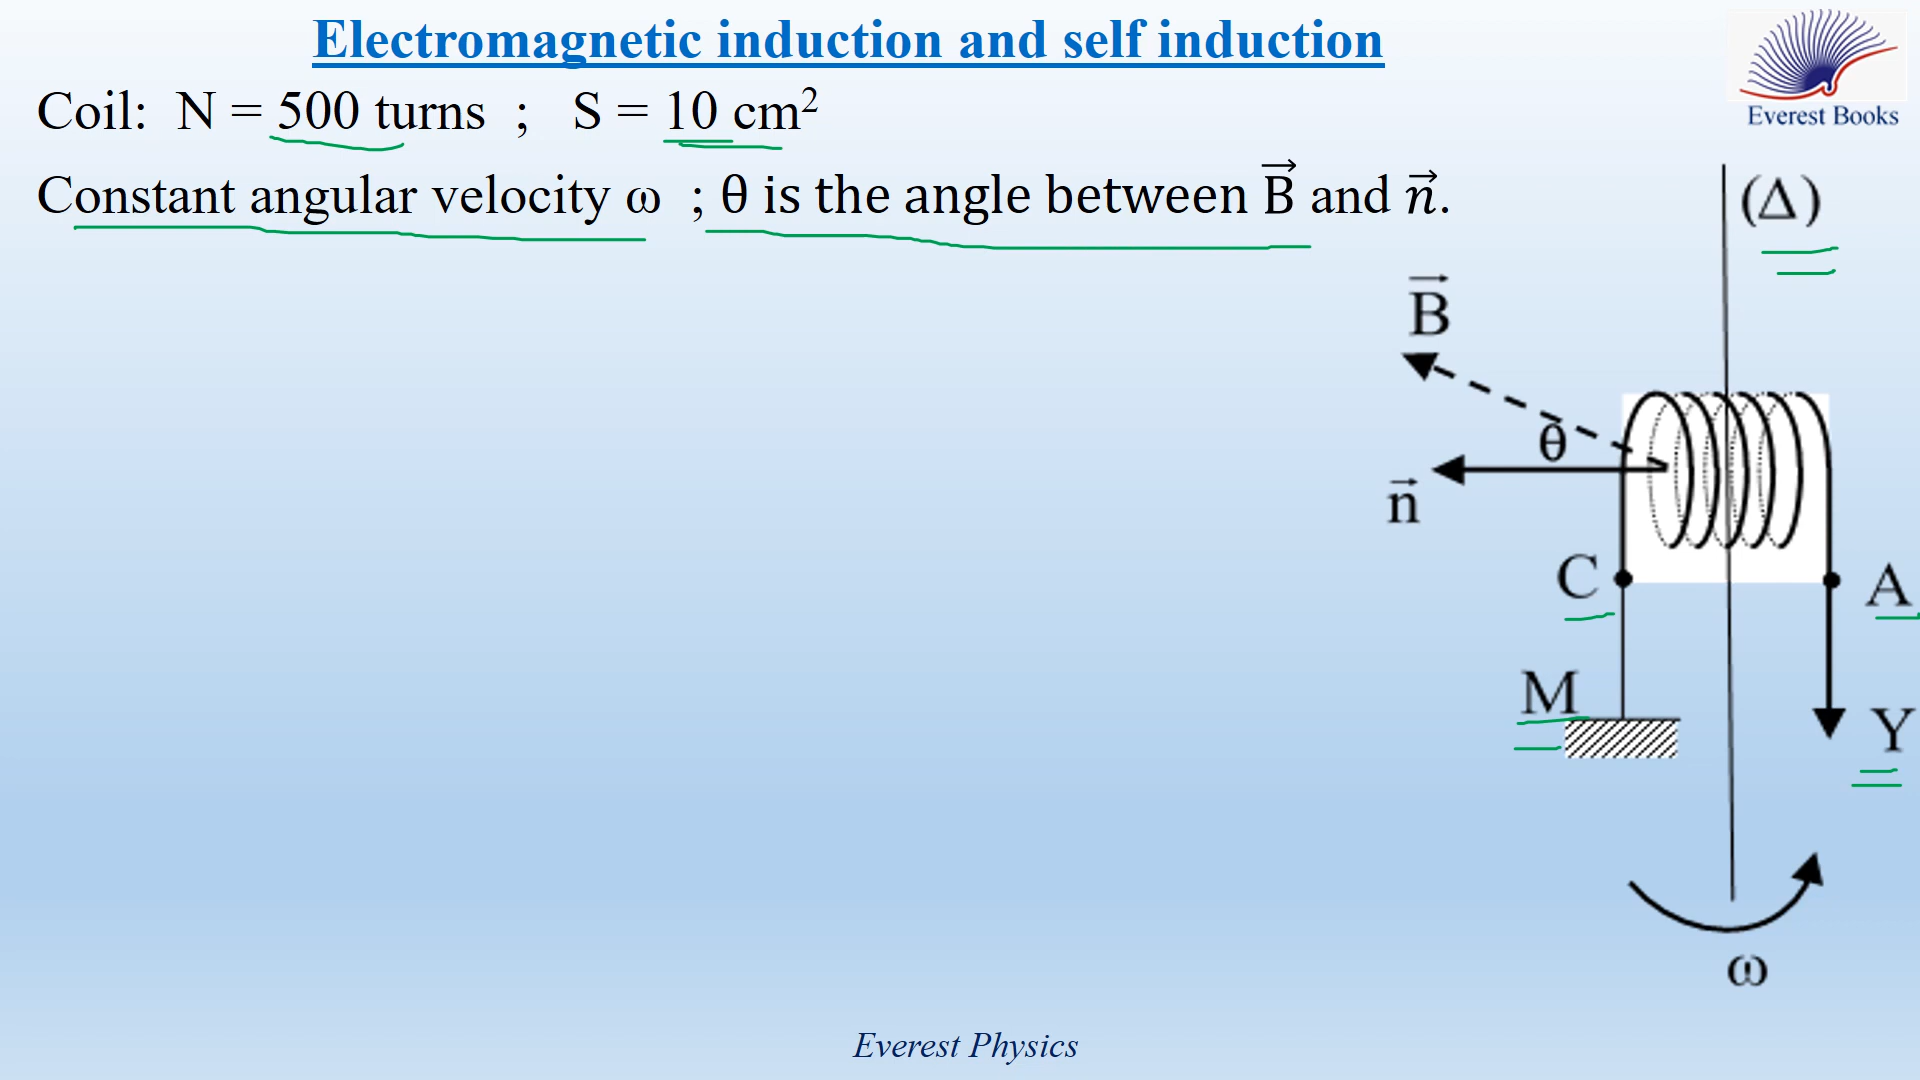 Electromagnetic induction and self induction
Everest Books
Coil: N = 500 turns ; S = 10 cm²
Constant angular velocity ω ; θ is the angle between B⃗ and n⃗.
(Δ)
B⃗
θ
n⃗
C
A
M
Y
ω
Everest Physics